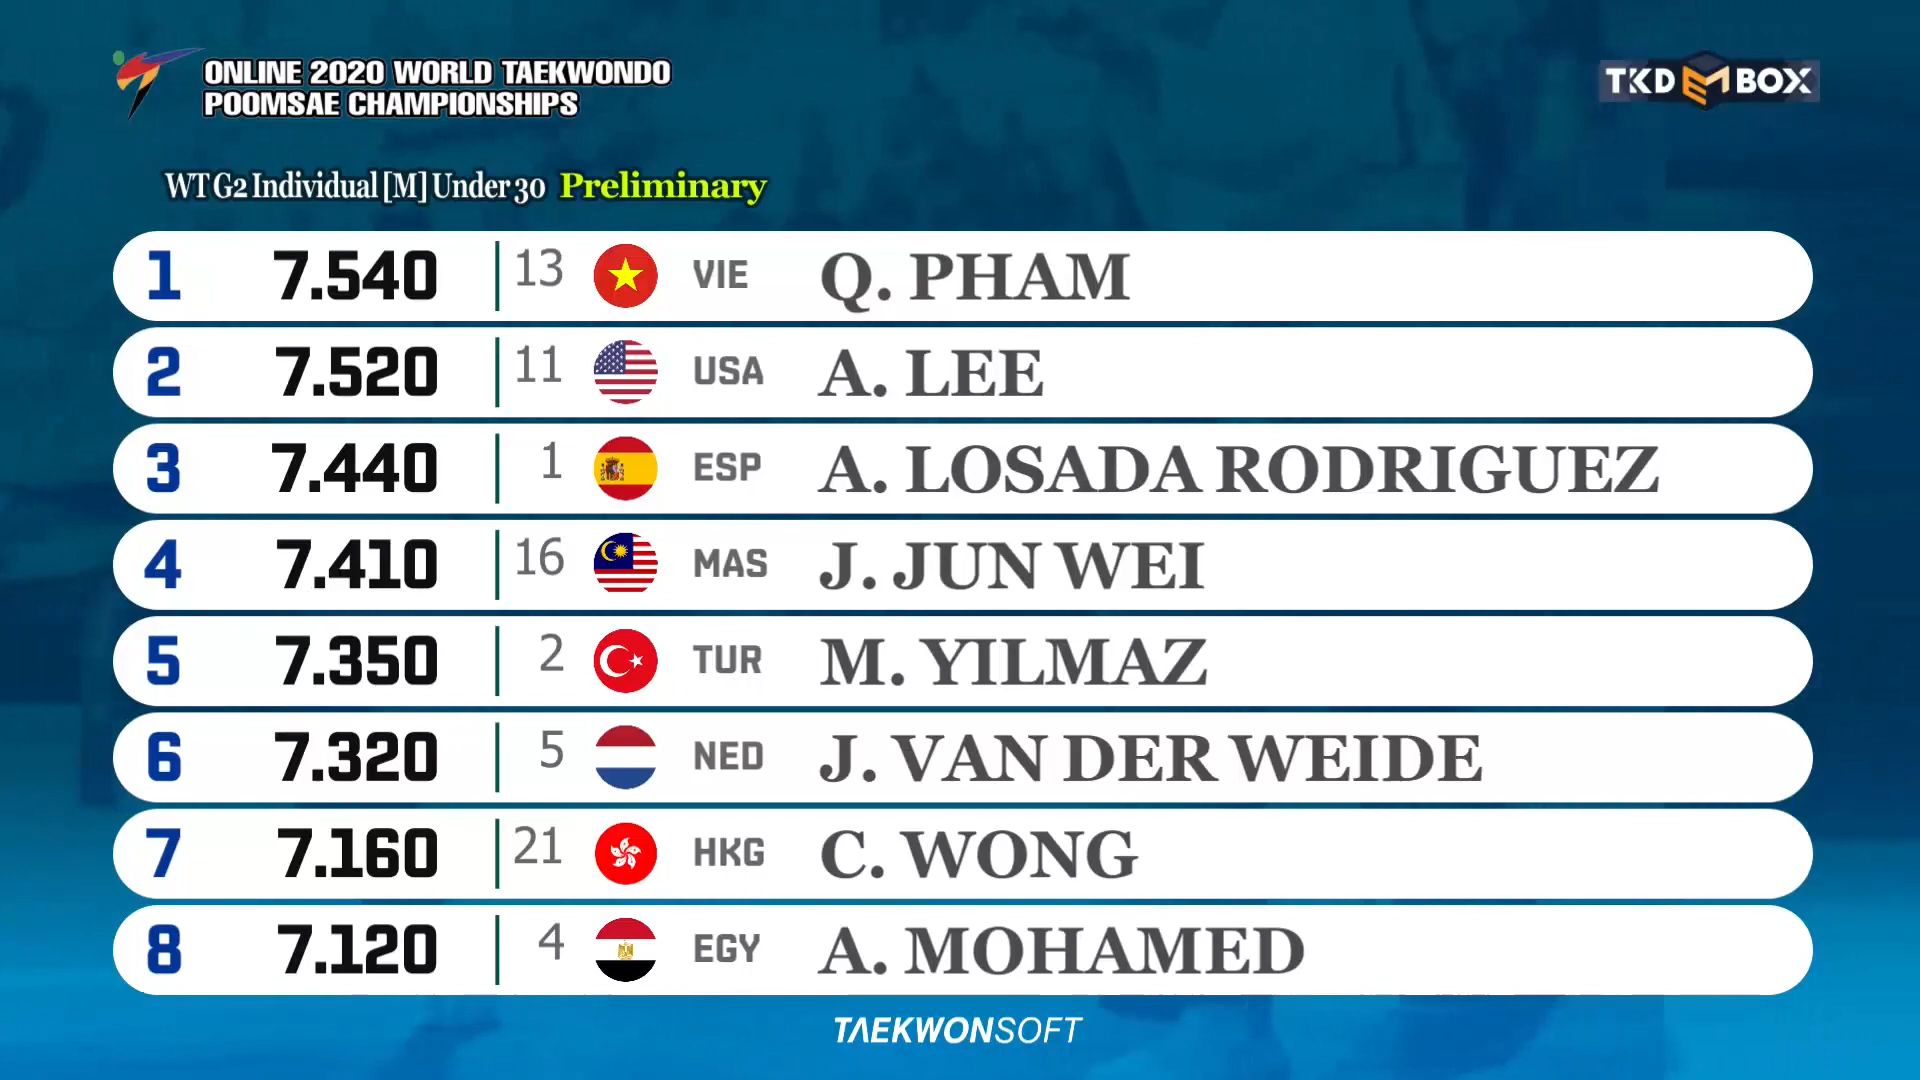 ONLINE 2020 WORLD TAEKWONDO
POOMSAE CHAMPIONSHIPS
TKD BOX
WT G2 Individual [M] Under 30 Preliminary
1 7.540 13 VIE Q. PHAM
2 7.520 11 USA A. LEE
3 7.440 1 ESP A. LOSADA RODRIGUEZ
4 7.410 16 MAS J. JUN WEI
5 7.350 2 TUR M. YILMAZ
6 7.320 5 NED J. VAN DER WEIDE
7 7.160 21 HKG C. WONG
8 7.120 4 EGY A. MOHAMED
TAEKWONSOFT